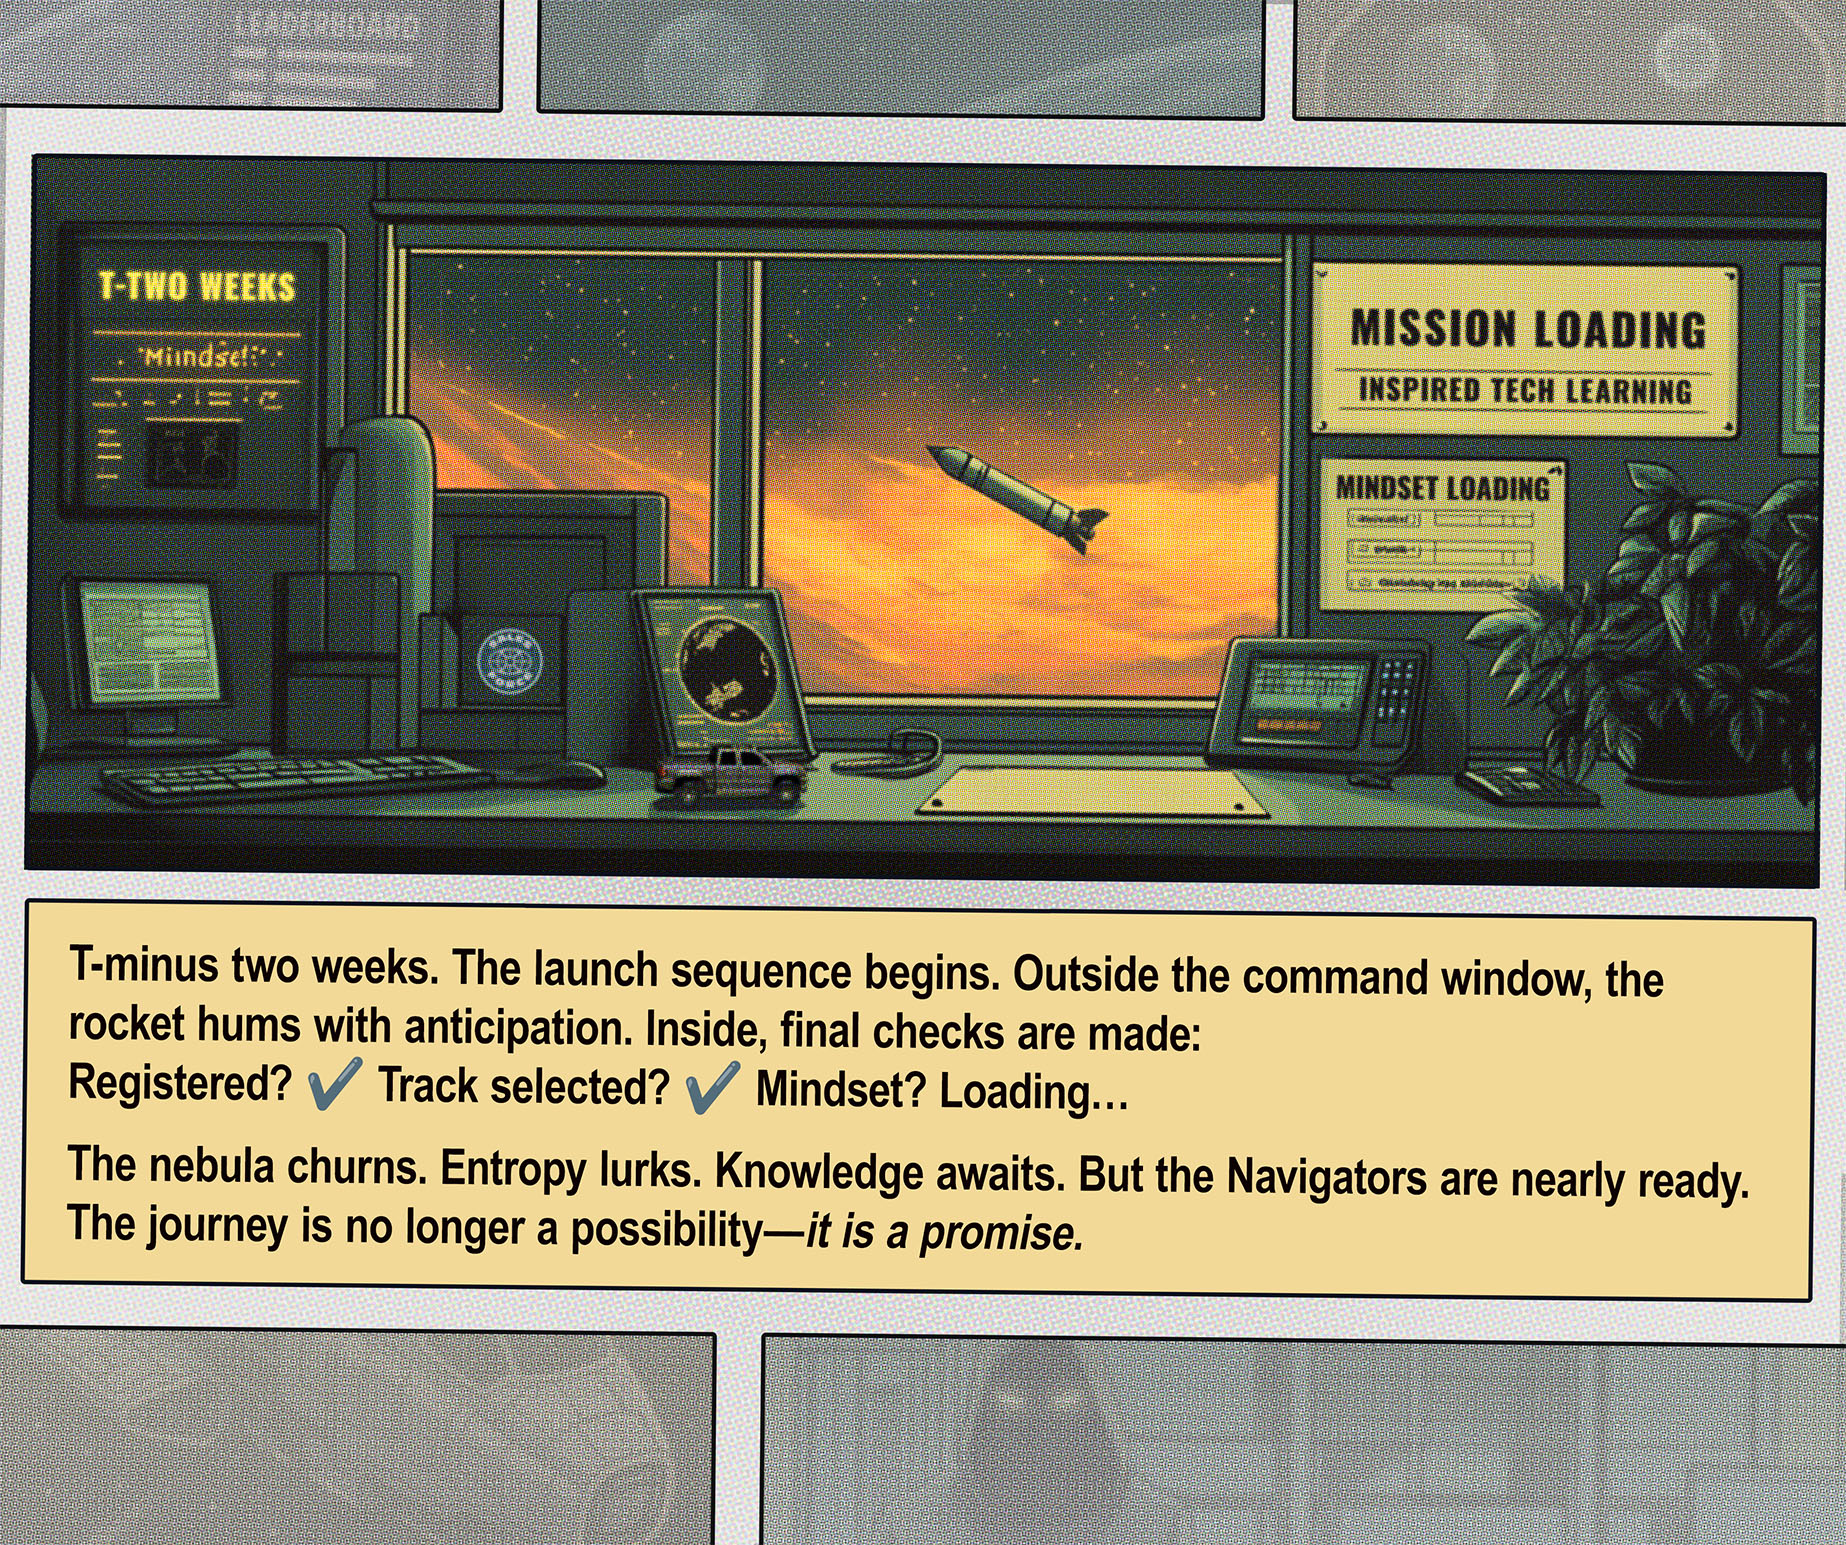 LEADERBOARD
T-TWO WEEKS
"Miindset:"
MISSION LOADING
INSPIRED TECH LEARNING
MINDSET LOADING
T-minus two weeks. The launch sequence begins. Outside the command window, the
rocket hums with anticipation. Inside, final checks are made:
Registered? ✔ Track selected? ✔ Mindset? Loading…
The nebula churns. Entropy lurks. Knowledge awaits. But the Navigators are nearly ready.
The journey is no longer a possibility—it is a promise.